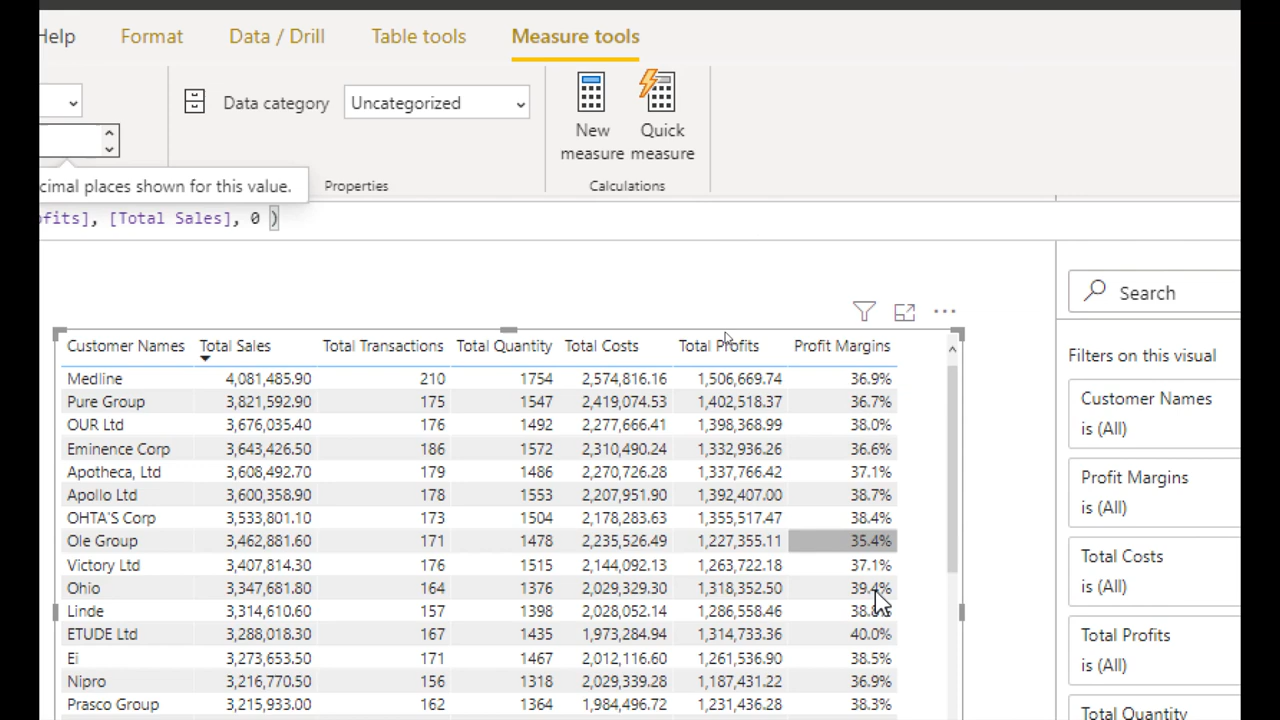 Help Format Data / Drill Table tools Measure tools
Data category Uncategorized
New measure
Quick measure
cimal places shown for this value.
Properties
Calculations
ofits], [Total Sales], 0 )
Customer Names Total Sales Total Transactions Total Quantity Total Costs Total Profits Profit Margins
Medline 4,081,485.90 210 1754 2,574,816.16 1,506,669.74 36.9%
Pure Group 3,821,592.90 175 1547 2,419,074.53 1,402,518.37 36.7%
OUR Ltd 3,676,035.40 176 1492 2,277,666.41 1,398,368.99 38.0%
Eminence Corp 3,643,426.50 186 1572 2,310,490.24 1,332,936.26 36.6%
Apotheca, Ltd 3,608,492.70 179 1486 2,270,726.28 1,337,766.42 37.1%
Apollo Ltd 3,600,358.90 178 1553 2,207,951.90 1,392,407.00 38.7%
OHTA'S Corp 3,533,801.10 173 1504 2,178,283.63 1,355,517.47 38.4%
Ole Group 3,462,881.60 171 1478 2,235,526.49 1,227,355.11 35.4%
Victory Ltd 3,407,814.30 176 1515 2,144,092.13 1,263,722.18 37.1%
Ohio 3,347,681.80 164 1376 2,029,329.30 1,318,352.50 39.4%
Linde 3,314,610.60 157 1398 2,028,052.14 1,286,558.46
ETUDE Ltd 3,288,018.30 167 1435 1,973,284.94 1,314,733.36 40.0%
Ei 3,273,653.50 171 1467 2,012,116.60 1,261,536.90 38.5%
Nipro 3,216,770.50 156 1318 2,029,339.28 1,187,431.22 36.9%
Prasco Group 3,215,933.00 162 1364 1,984,496.72 1,231,436.28 38.3%
Search
Filters on this visual
Customer Names
is (All)
Profit Margins
is (All)
Total Costs
is (All)
Total Profits
is (All)
Total Quantity